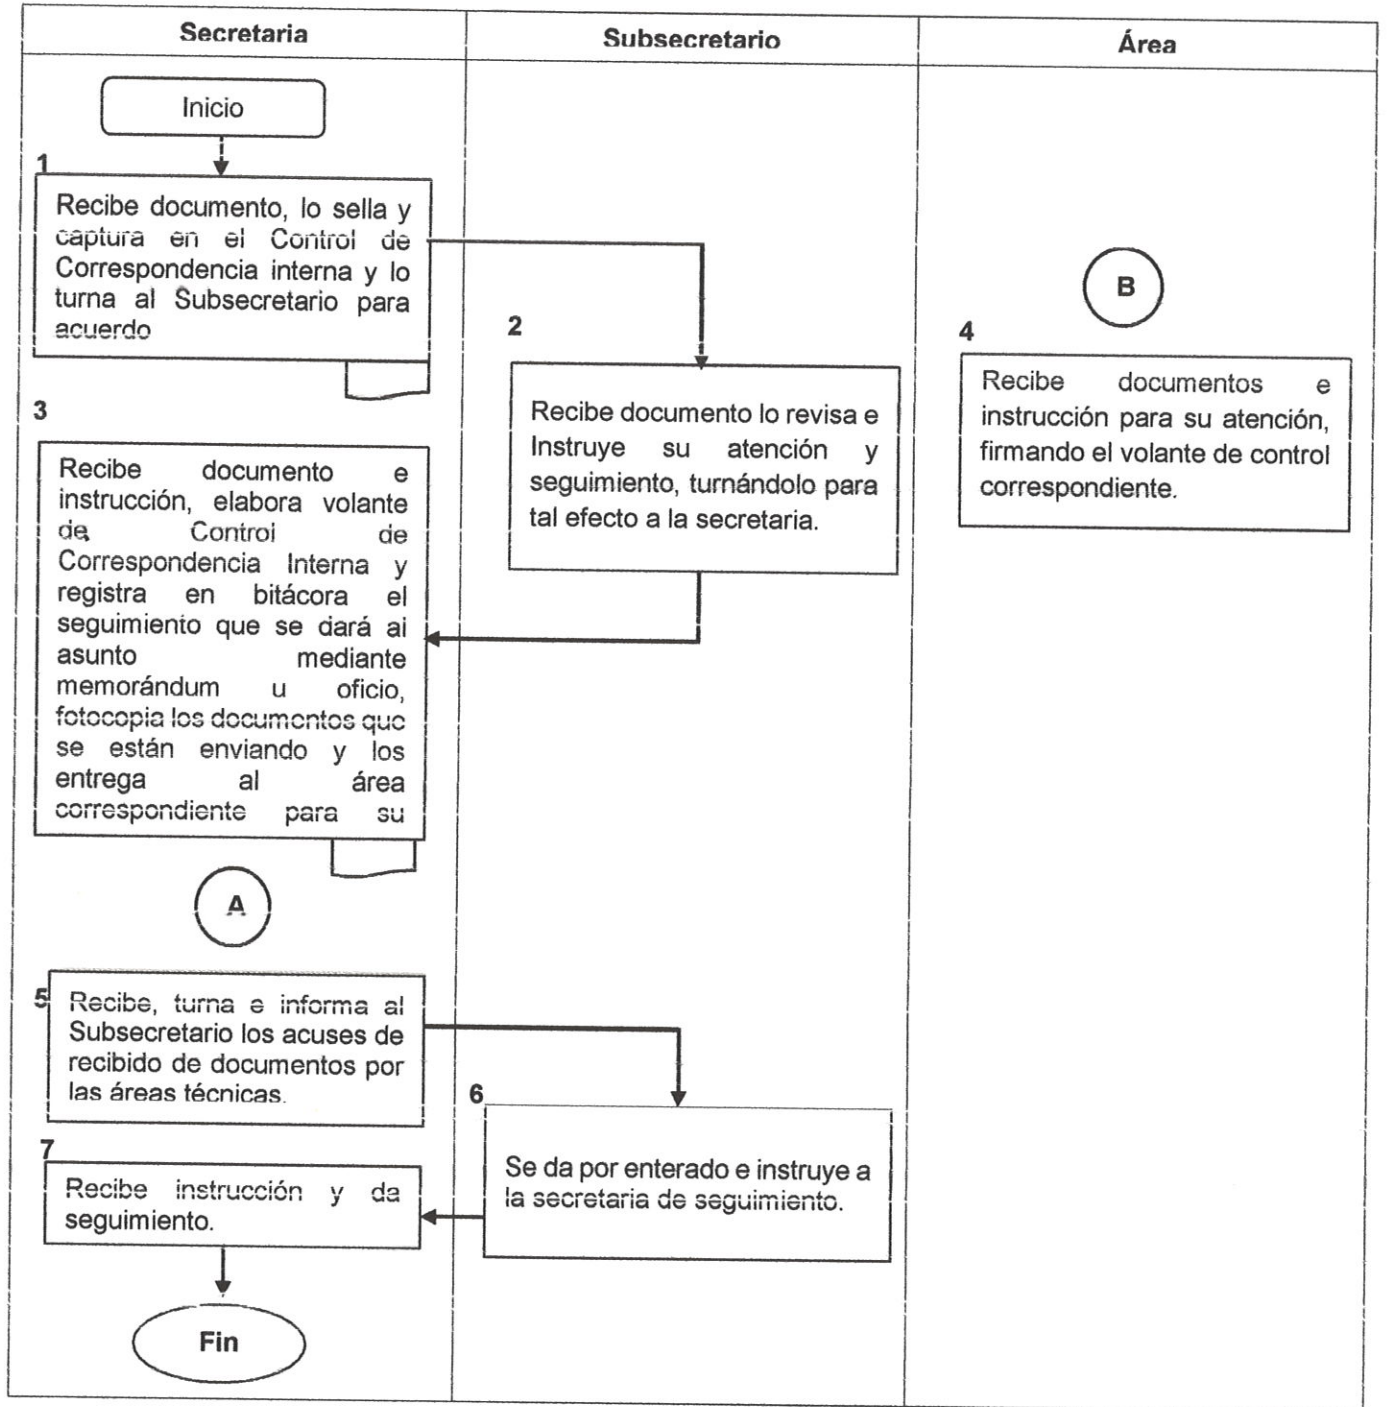 Secretaria
Subsecretario
Área
Inicio
1
Recibe documento, lo sella y
captura en el Control de
Correspondencia interna y lo
turna al Subsecretario para
acuerdo
2
Recibe documento lo revisa e
Instruye su atención y
seguimiento, turnándolo para
tal efecto a la secretaria.
3
Recibe documento e
instrucción, elabora volante
de Control de
Correspondencia Interna y
registra en bitácora el
seguimiento que se dará al
asunto mediante
memorándum u oficio,
fotocopia los documentos que
se están enviando y los
entrega al área
correspondiente para su
A
B
4
Recibe documentos e
instrucción para su atención,
firmando el volante de control
correspondiente.
5
Recibe, turna e informa al
Subsecretario los acuses de
recibido de documentos por
las áreas técnicas.
6
Se da por enterado e instruye a
la secretaria de seguimiento.
7
Recibe instrucción y da
seguimiento.
Fin